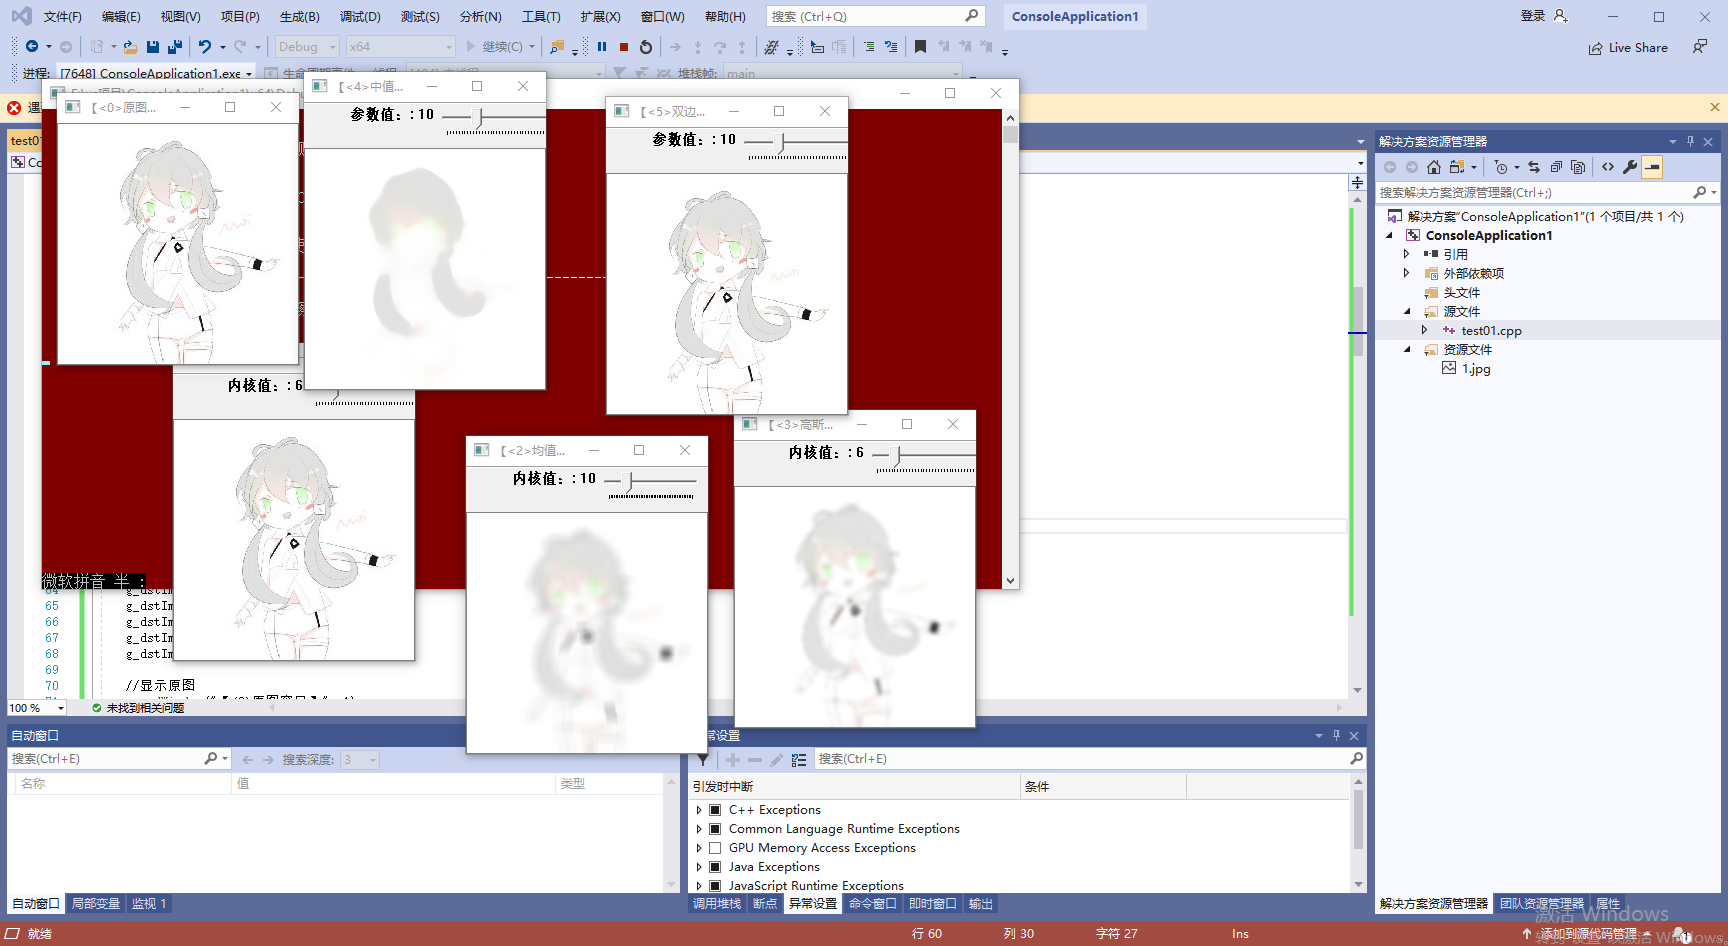 文件(F) 编辑(E) 视图(V) 项目(P) 生成(B) 调试(D) 测试(S) 分析(N) 工具(T) 扩展(X) 窗口(W) 帮助(H) 搜索 (Ctrl+Q) ConsoleApplication1 登录
Debug x64 继续(C) Live Share
进程: [7648] ConsoleApplication1.exe 生命周期事件 堆栈帧: main
【<0>原图...
【<4>中值...
参数值: : 10
【<5>双边...
参数值: : 10
内核值: : 6
【<2>均值...
内核值: : 10
【<3>高斯...
内核值: : 6
微软拼音 半 :
test01
64 g_dstIm
65 g_dstIm
66 g_dstIm
67 g_dstIm
68 g_dstIm
69
70 //显示原图
100 % 未找到相关问题
解决方案资源管理器
搜索解决方案资源管理器(Ctrl+;)
解决方案"ConsoleApplication1"(1 个项目/共 1 个)
ConsoleApplication1
引用
外部依赖项
头文件
源文件
test01.cpp
资源文件
1.jpg
自动窗口
搜索(Ctrl+E) 搜索深度: 3
名称 值 类型
自动窗口 局部变量 监视 1
常设置
搜索(Ctrl+E)
引发时中断 条件
C++ Exceptions
Common Language Runtime Exceptions
GPU Memory Access Exceptions
Java Exceptions
JavaScript Runtime Exceptions
调用堆栈 断点 异常设置 命令窗口 即时窗口 输出
解决方案资源管理器 团队资源管理器 属性
激活 Windows
就绪 行 60 列 30 字符 27 Ins 添加到源代码管理 1